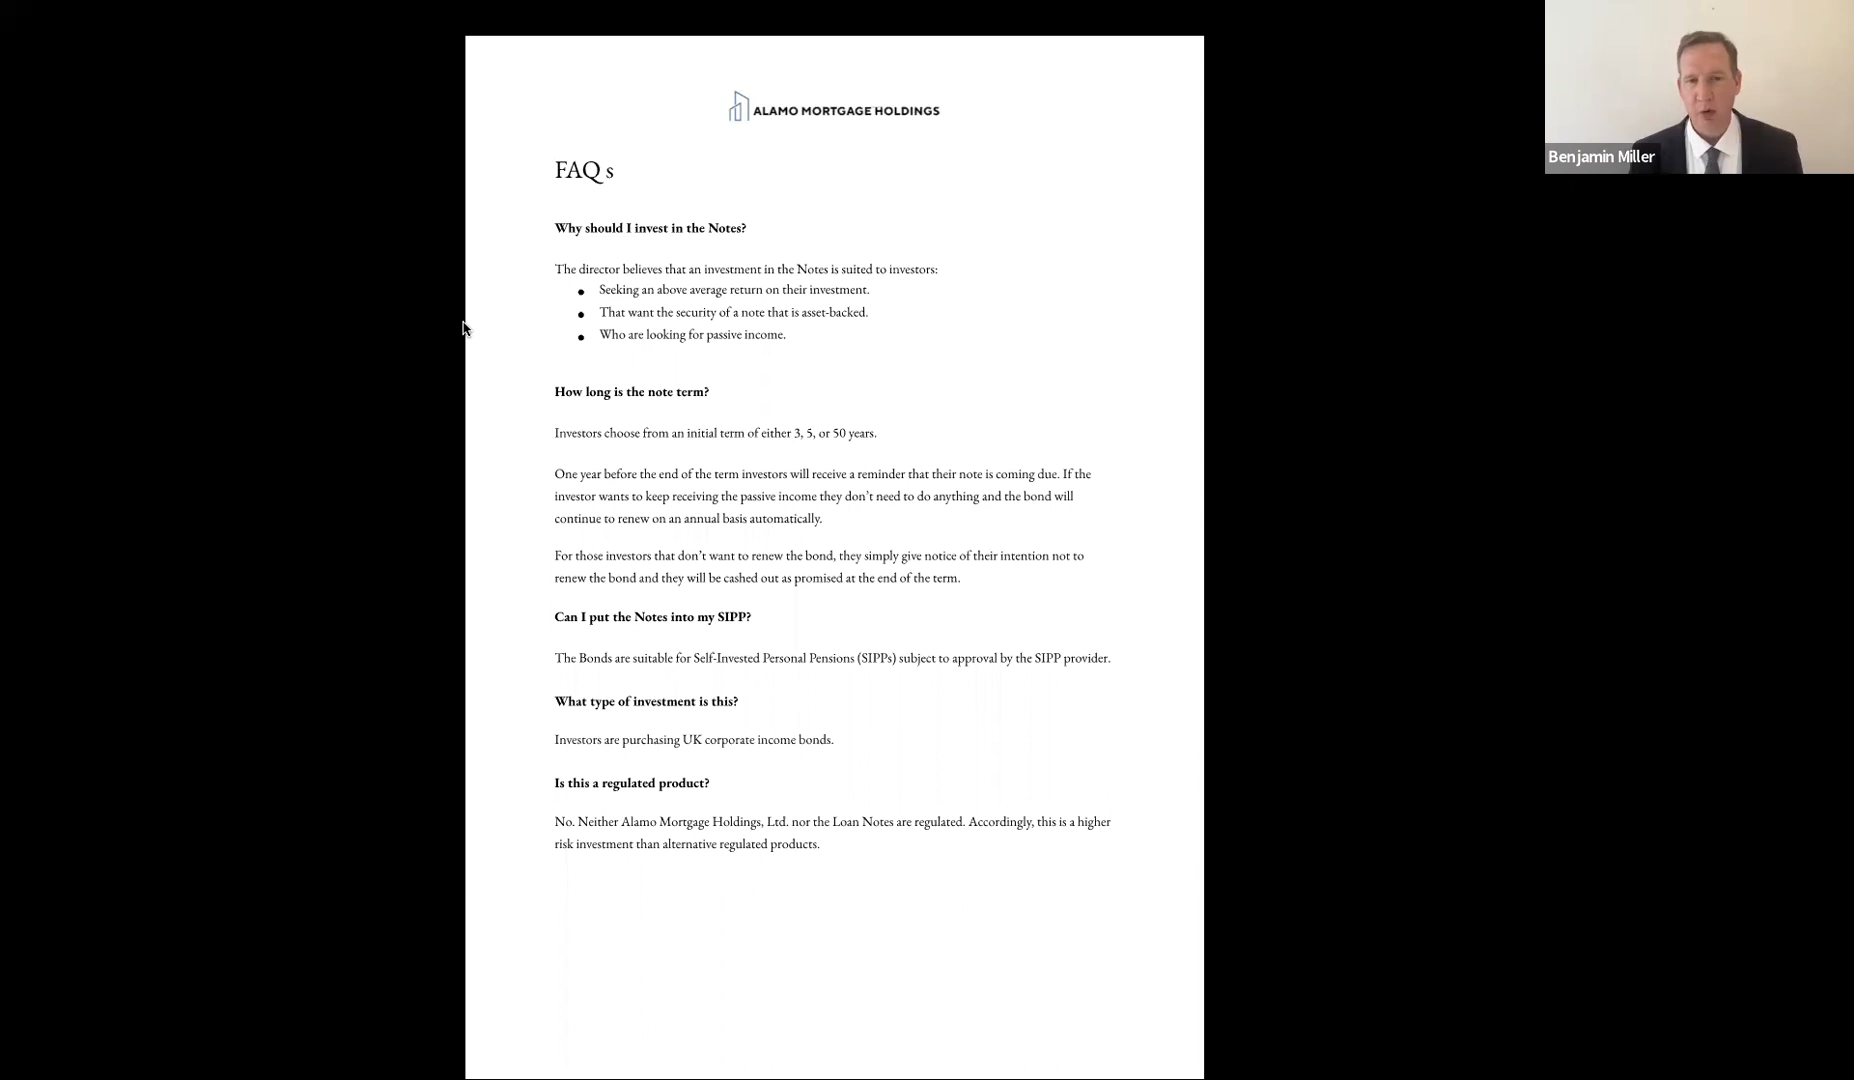 ALAMO MORTGAGE HOLDINGS
Benjamin Miller
FAQ s
Why should I invest in the Notes?
The director believes that an investment in the Notes is suited to investors:
● Seeking an above average return on their investment.
● That want the security of a note that is asset-backed.
● Who are looking for passive income.
How long is the note term?
Investors choose from an initial term of either 3, 5, or 50 years.
One year before the end of the term investors will receive a reminder that their note is coming due. If the
investor wants to keep receiving the passive income they don't need to do anything and the bond will
continue to renew on an annual basis automatically.
For those investors that don't want to renew the bond, they simply give notice of their intention not to
renew the bond and they will be cashed out as promised at the end of the term.
Can I put the Notes into my SIPP?
The Bonds are suitable for Self-Invested Personal Pensions (SIPPs) subject to approval by the SIPP provider.
What type of investment is this?
Investors are purchasing UK corporate income bonds.
Is this a regulated product?
No. Neither Alamo Mortgage Holdings, Ltd. nor the Loan Notes are regulated. Accordingly, this is a higher
risk investment than alternative regulated products.